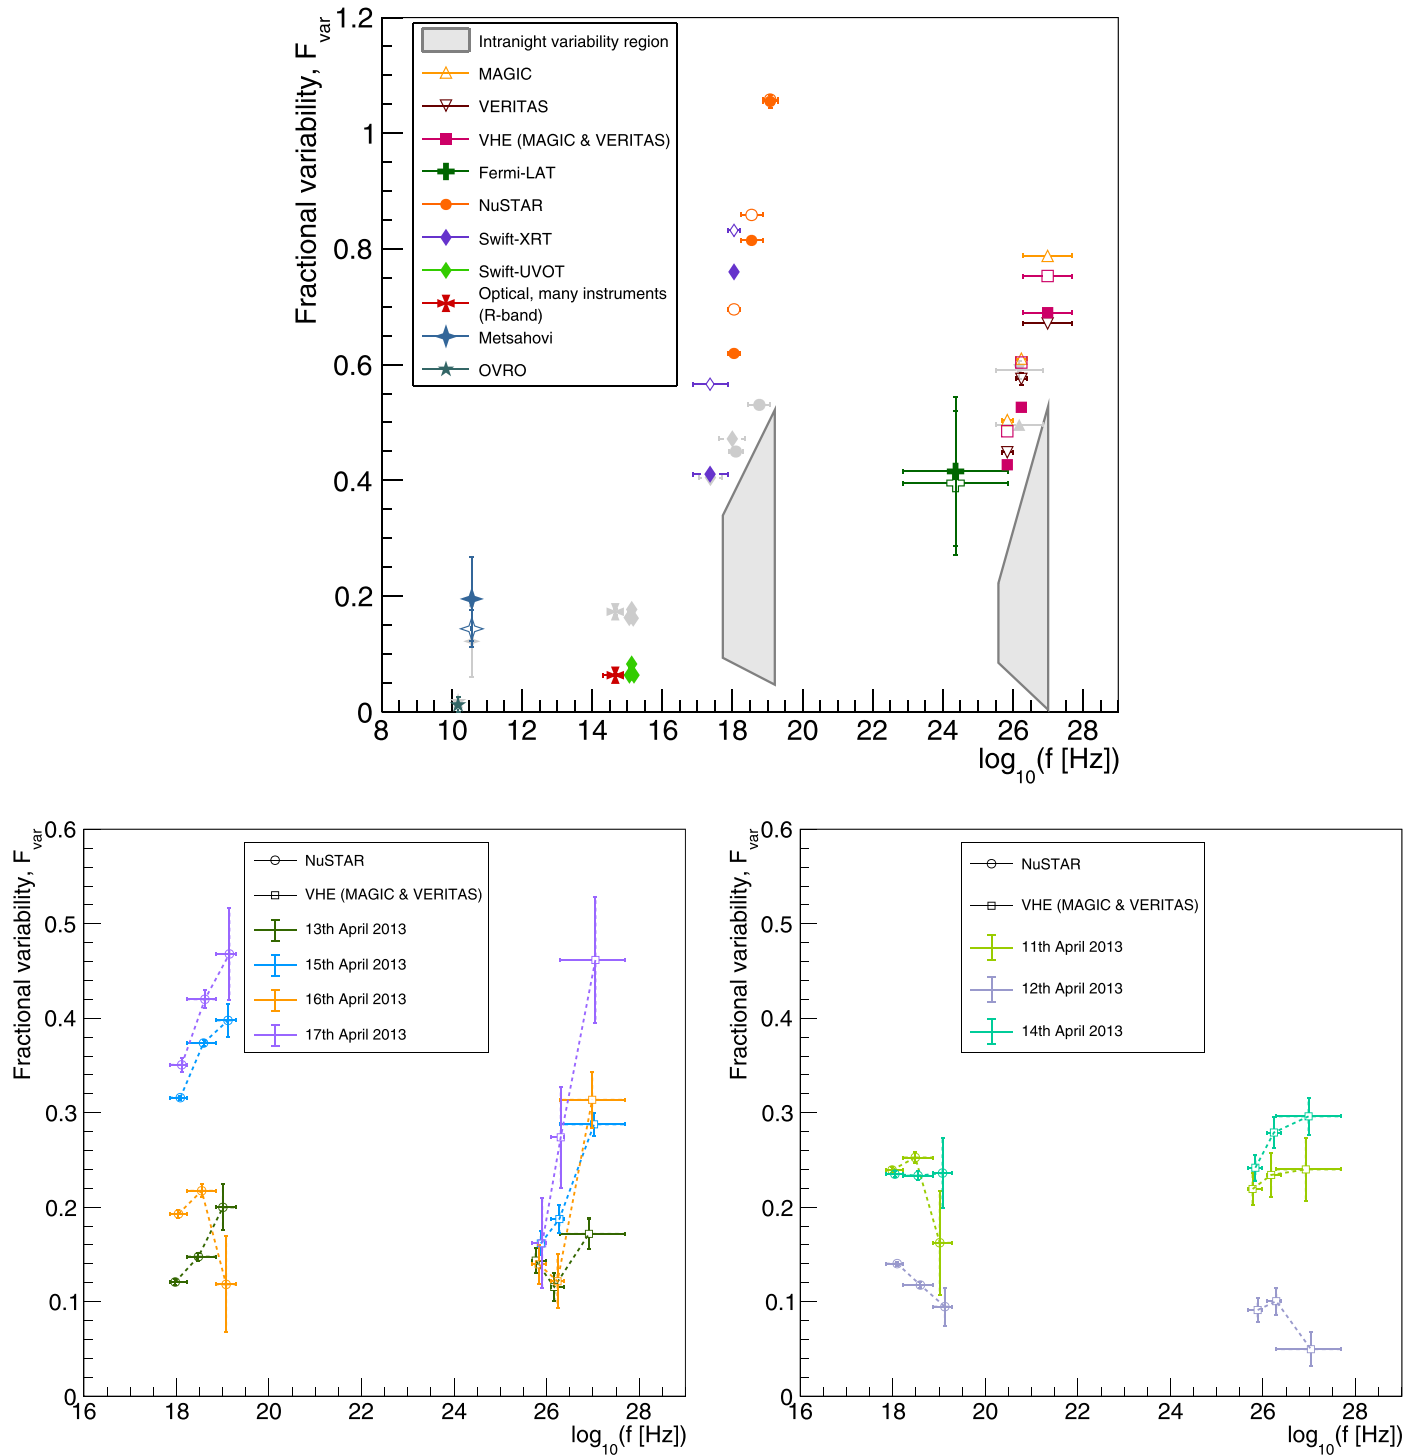 Fractional variability, F_var
1.2
1
0.8
0.6
0.4
0.2
0
Intranight variability region
MAGIC
VERITAS
VHE (MAGIC & VERITAS)
Fermi-LAT
NuSTAR
Swift-XRT
Swift-UVOT
Optical, many instruments
(R-band)
Metsahovi
OVRO
8 10 12 14 16 18 20 22 24 26 28
log10(f [Hz])
Fractional variability, F_var
0.6
0.5
0.4
0.3
0.2
0.1
0
NuSTAR
VHE (MAGIC & VERITAS)
13th April 2013
15th April 2013
16th April 2013
17th April 2013
16 18 20 22 24 26 28
log10(f [Hz])
Fractional variability, F_var
0.6
0.5
0.4
0.3
0.2
0.1
0
NuSTAR
VHE (MAGIC & VERITAS)
11th April 2013
12th April 2013
14th April 2013
16 18 20 22 24 26 28
log10(f [Hz])